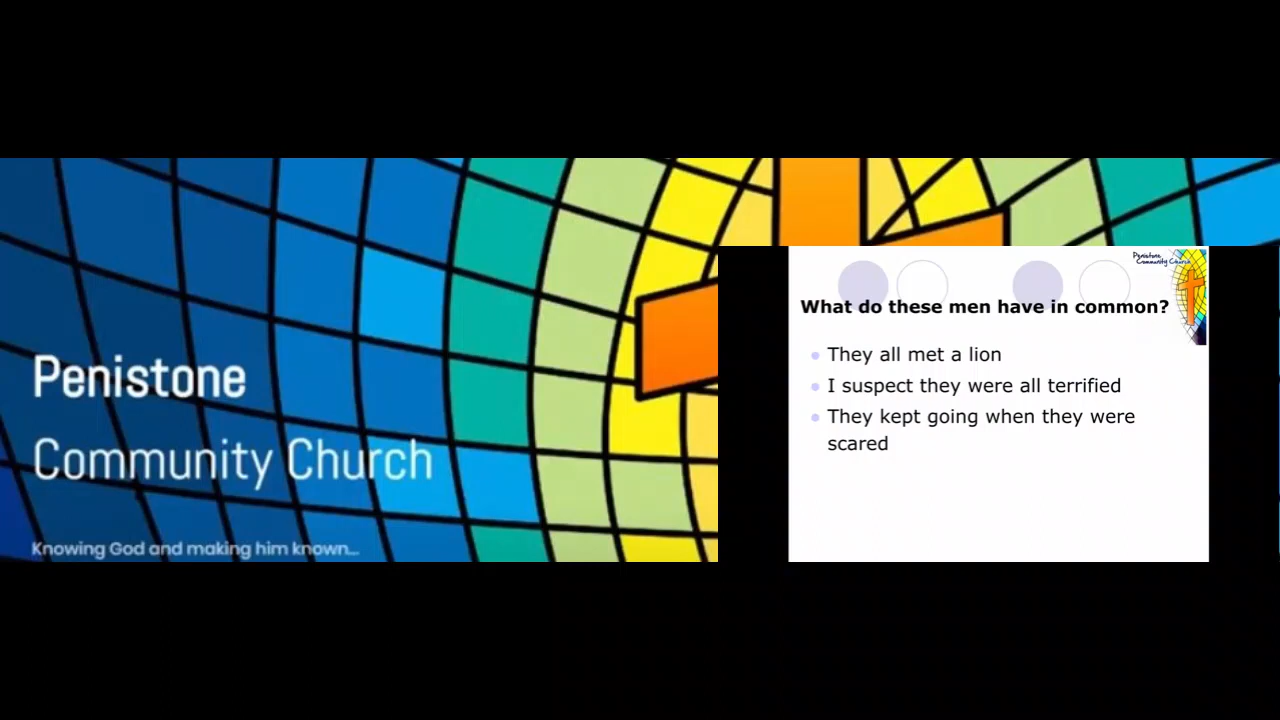 Penistone
Community Church
Knowing God and making him known...
Penistone
Community Church
What do these men have in common?
They all met a lion
I suspect they were all terrified
They kept going when they were
scared